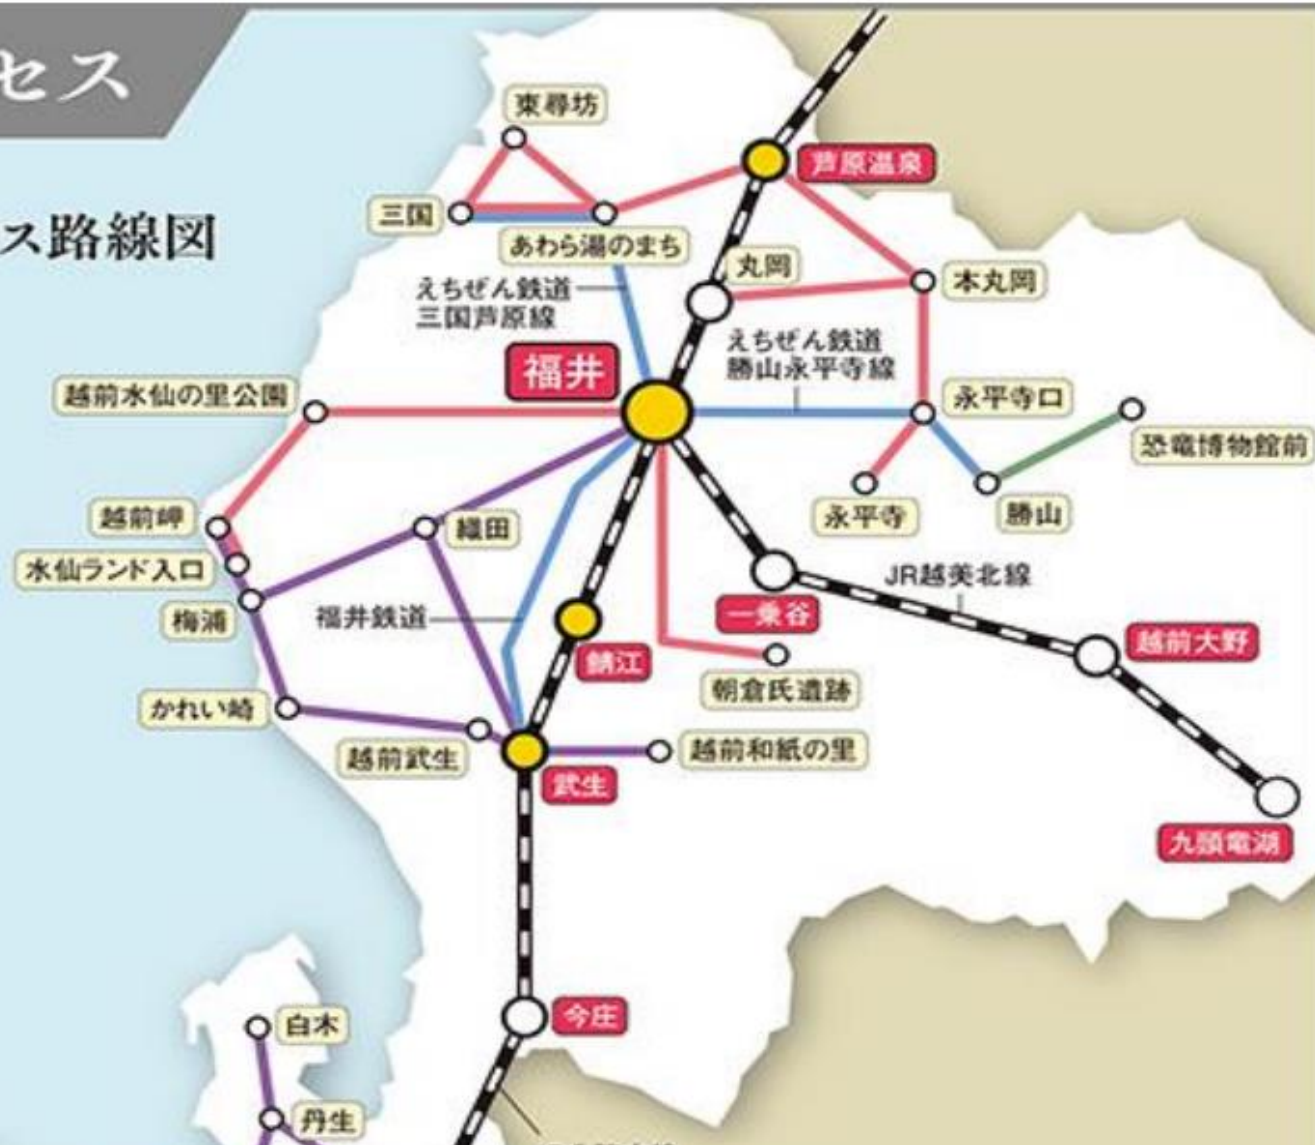 セス
ス路線図
東尋坊
芦原温泉
三国
あわら湯のまち
丸岡
本丸岡
えちぜん鉄道
三国芦原線
えちぜん鉄道
勝山永平寺線
福井
越前水仙の里公園
永平寺口
恐竜博物館前
永平寺
勝山
越前岬
織田
水仙ランド入口
梅浦
福井鉄道
JR越美北線
一乗谷
越前大野
鯖江
朝倉氏遺跡
かれい崎
越前武生
越前和紙の里
武生
九頭竜湖
今庄
白木
丹生